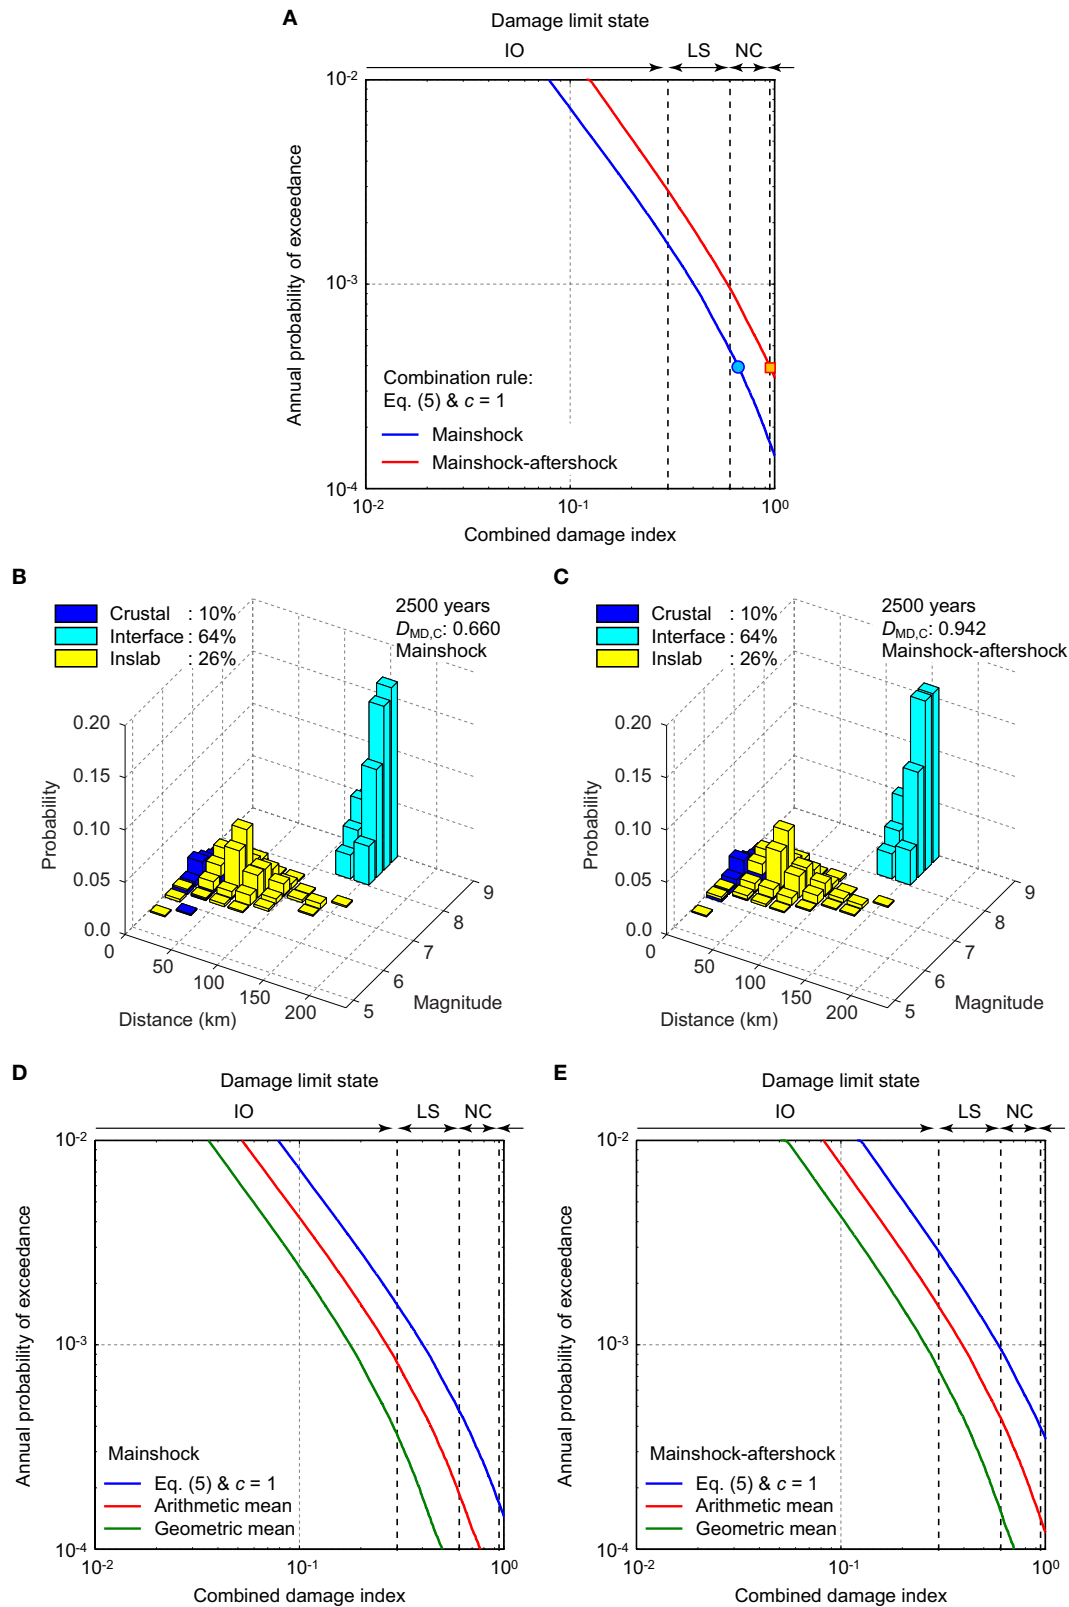 A
Damage limit state
IO LS NC
10-2
10-3
10-4
Annual probability of exceedance
Combination rule:
Eq. (5) & c = 1
Mainshock
Mainshock-aftershock
10-2 10-1 100
Combined damage index
B
Crustal : 10%
Interface : 64%
Inslab : 26%
2500 years
DMD,C: 0.660
Mainshock
0.20
0.15
0.10
0.05
0.0
Probability
0 50 100 150 200
Distance (km)
5 6 7 8 9
Magnitude
C
Crustal : 10%
Interface : 64%
Inslab : 26%
2500 years
DMD,C: 0.942
Mainshock-aftershock
0.20
0.15
0.10
0.05
0.0
Probability
0 50 100 150 200
Distance (km)
5 6 7 8 9
Magnitude
D
Damage limit state
IO LS NC
10-2
10-3
10-4
Annual probability of exceedance
Mainshock
Eq. (5) & c = 1
Arithmetic mean
Geometric mean
10-2 10-1 100
Combined damage index
E
Damage limit state
IO LS NC
10-2
10-3
10-4
Annual probability of exceedance
Mainshock-aftershock
Eq. (5) & c = 1
Arithmetic mean
Geometric mean
10-2 10-1 100
Combined damage index